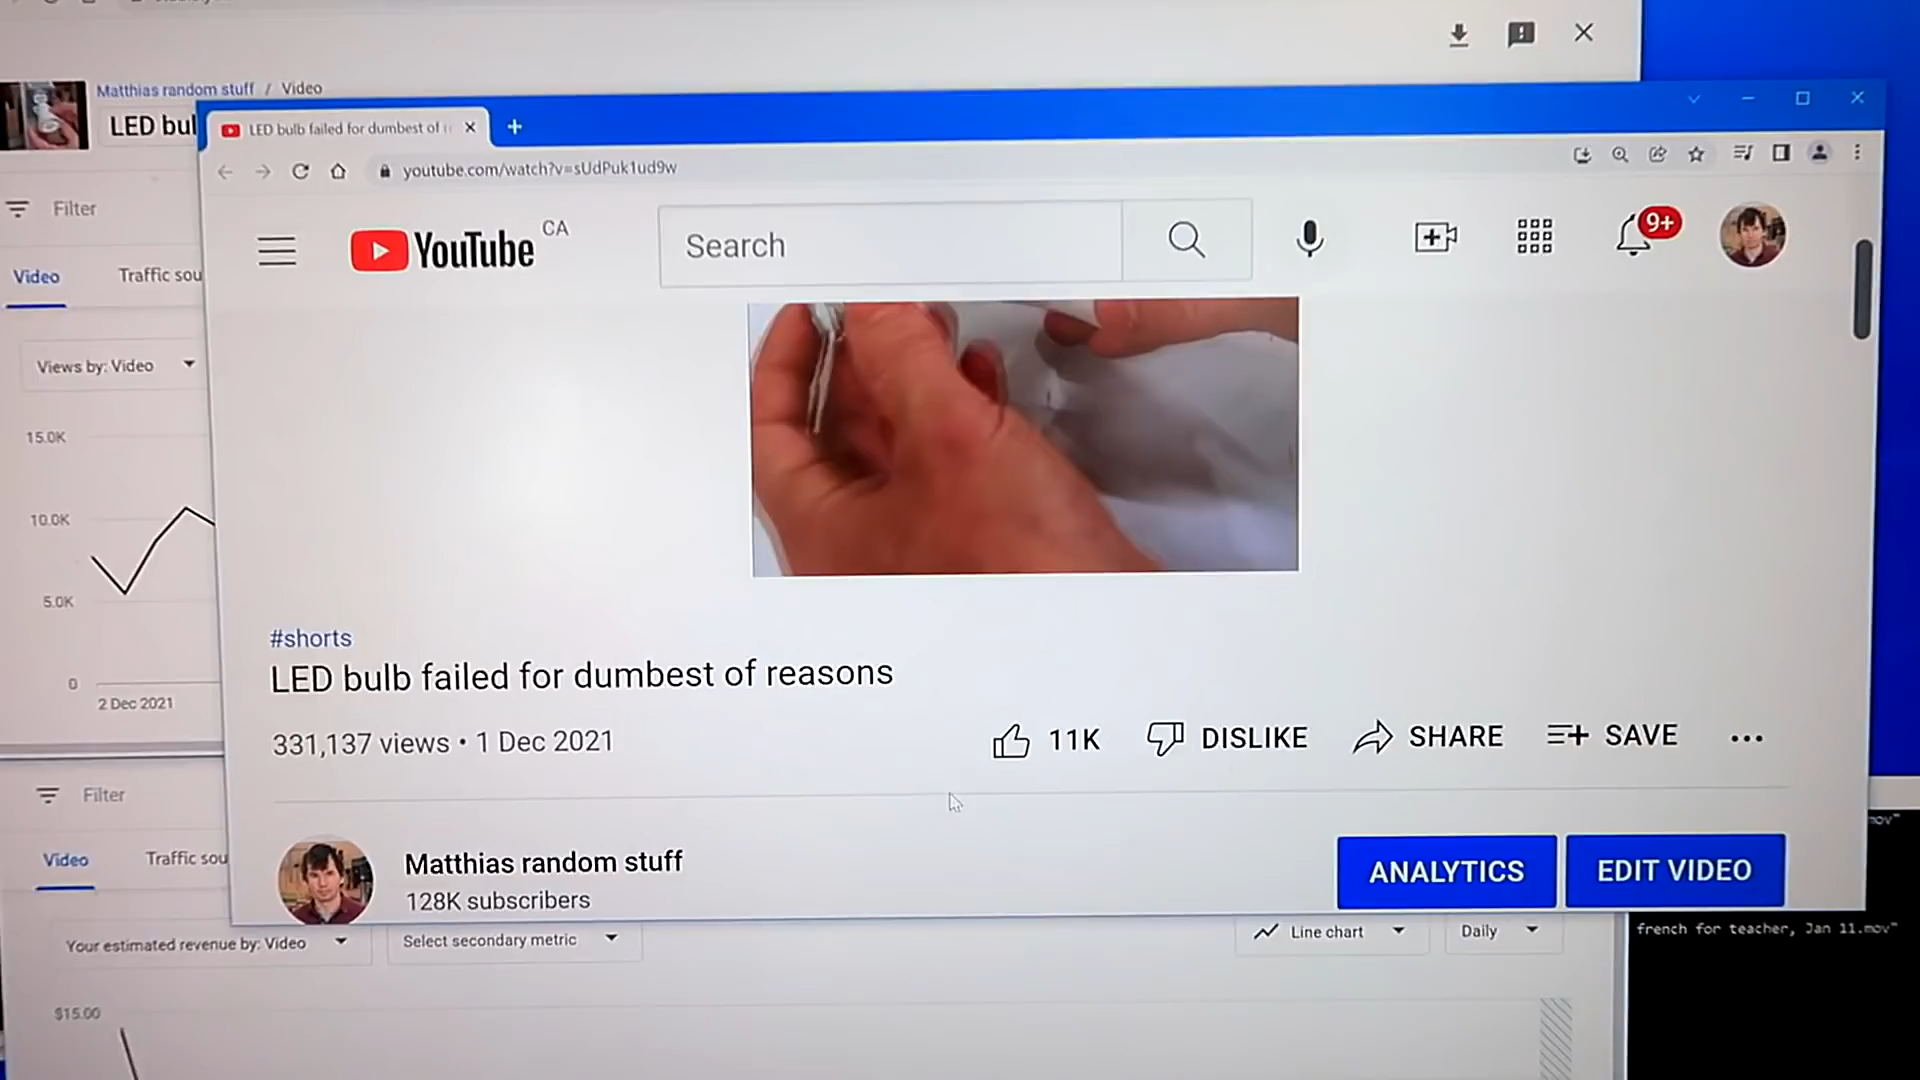 Matthias random stuff / Video
LED bul
LED bulb failed for dumbest of
youtube.com/watch?v=sUdPuk1ud9w
Filter
YouTube CA
Search
9+
Video
Traffic sou
Views by: Video
15.0K
10.0K
5.0K
0
2 Dec 2021
#shorts
LED bulb failed for dumbest of reasons
331,137 views • 1 Dec 2021
11K
DISLIKE
SHARE
SAVE
Filter
mov"
Video
Traffic sou
Matthias random stuff
128K subscribers
ANALYTICS
EDIT VIDEO
Your estimated revenue by: Video
Select secondary metric
Line chart
Daily
french for teacher, Jan 11.mov"
$15.00